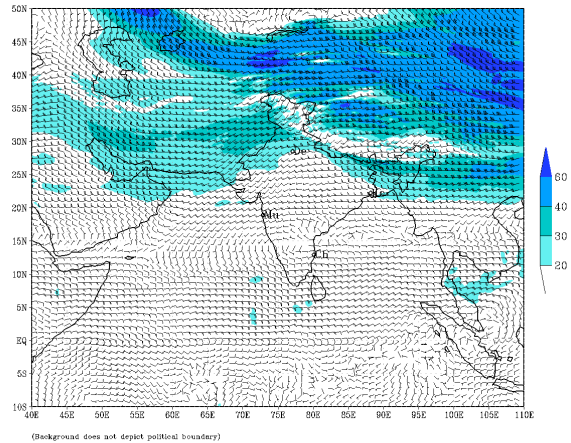 50N
45N
40N
35N
30N
25N
20N
15N
10N
5N
EQ
5S
10S
40E 45E 50E 55E 60E 65E 70E 75E 80E 85E 90E 95E 100E 105E 110E
De
Mu
Ch
60
40
30
20
(Background does not depict political boundary)